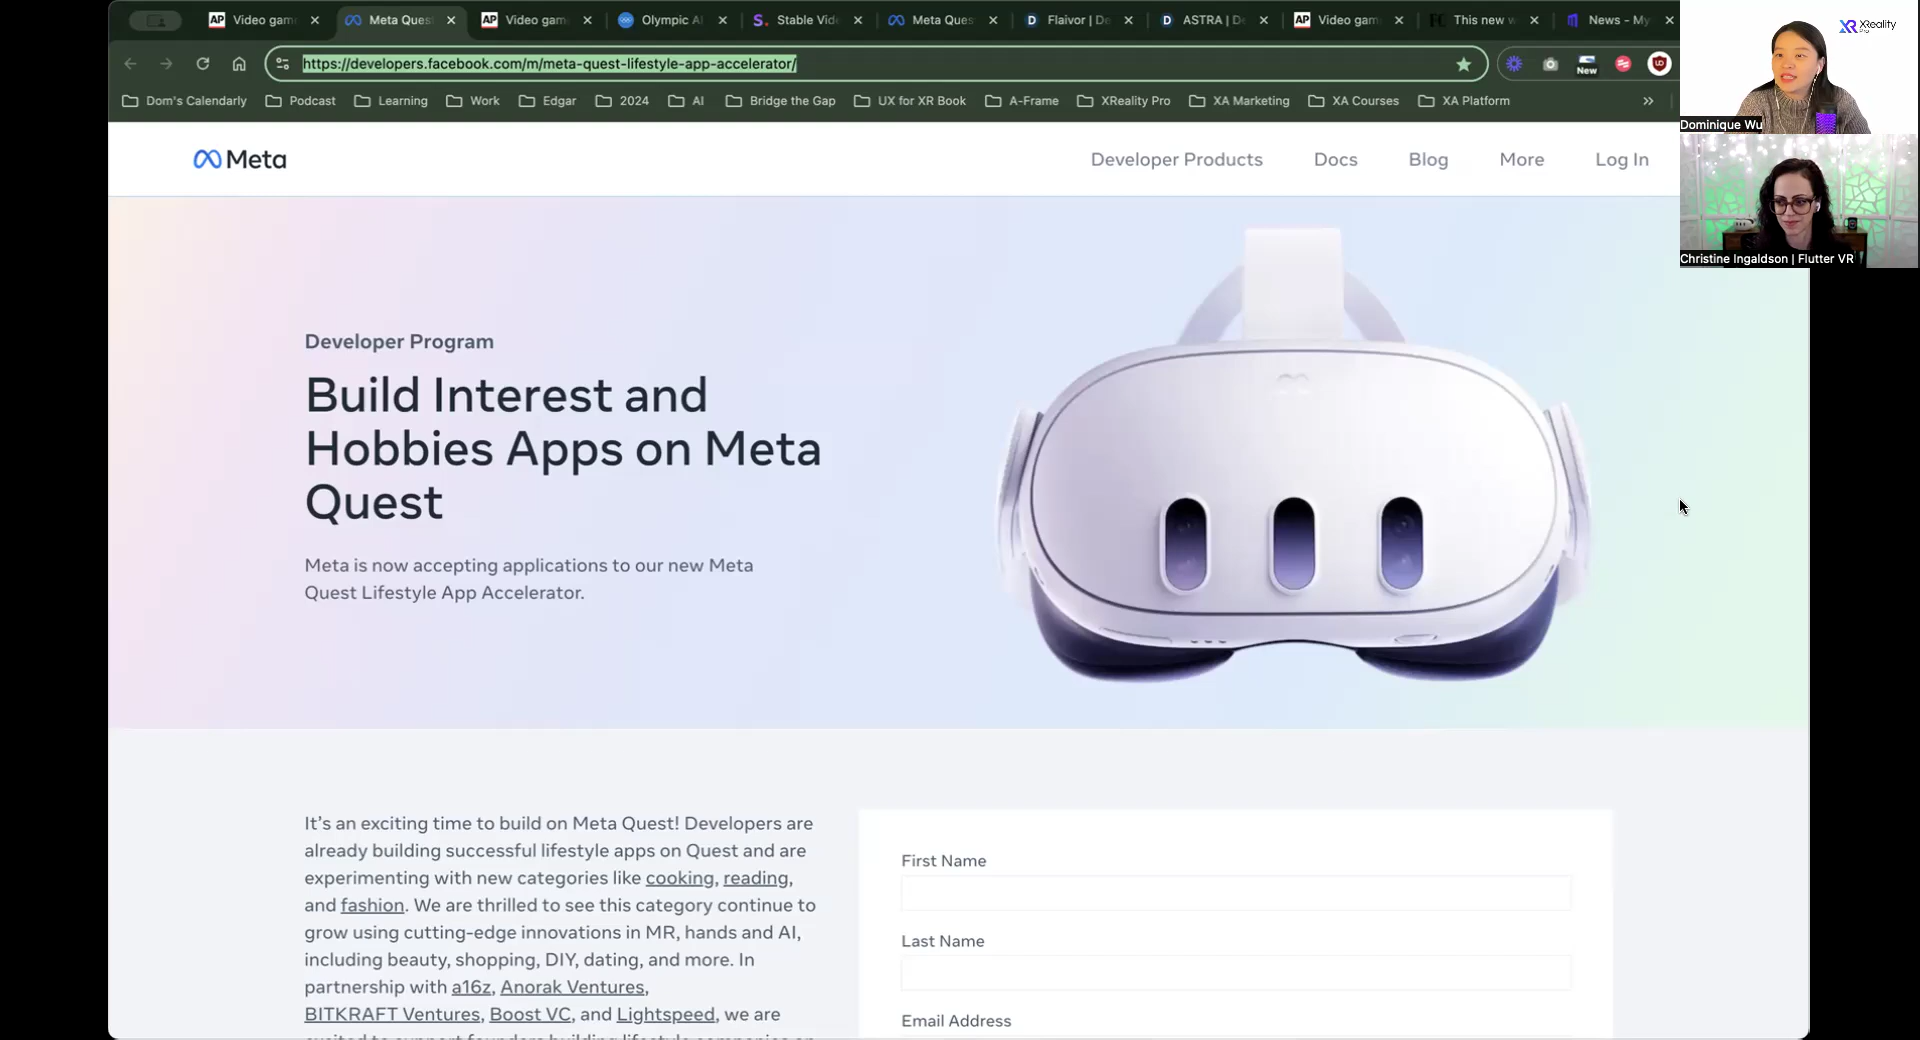 AP Video gam
Meta Ques
AP Video gam
Olympic A
S. Stable Vid
Meta Ques
D Flaivor | De
D ASTRA | De
AP Video gam
This new w
News - My
https://developers.facebook.com/m/meta-quest-lifestyle-app-accelerator/
New
Dom's Calendarly
Podcast
Learning
Work
Edgar
2024
AI
Bridge the Gap
UX for XR Book
A-Frame
XReality Pro
XA Marketing
XA Courses
XA Platform
»
XR XReality
Pro
Dominique Wu
Christine Ingaldson | Flutter VR
Meta
Developer Products
Docs
Blog
More
Log In
Developer Program
Build Interest and
Hobbies Apps on Meta
Quest
Meta is now accepting applications to our new Meta
Quest Lifestyle App Accelerator.
It's an exciting time to build on Meta Quest! Developers are
already building successful lifestyle apps on Quest and are
experimenting with new categories like cooking, reading,
and fashion. We are thrilled to see this category continue to
grow using cutting-edge innovations in MR, hands and AI,
including beauty, shopping, DIY, dating, and more. In
partnership with a16z, Anorak Ventures,
BITKRAFT Ventures, Boost VC, and Lightspeed, we are
First Name
Last Name
Email Address